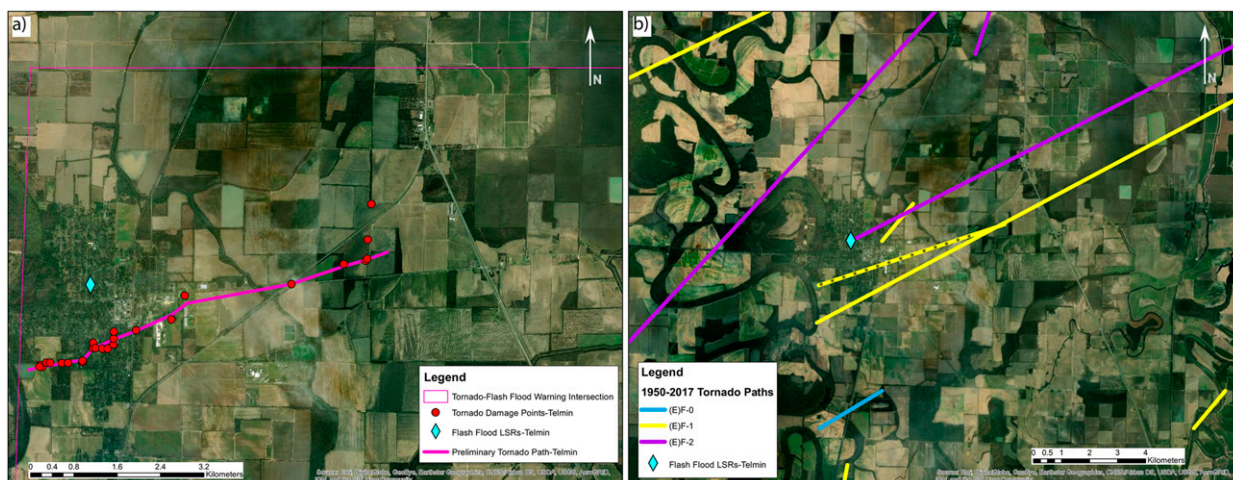 a)
N
Legend
Tornado-Flash Flood Warning Intersection
Tornado Damage Points-Telmin
Flash Flood LSRs-Telmin
Preliminary Tornado Path-Telmin
0 0.4 0.8 1.6 2.4 3.2
Kilometers
b)
N
Legend
1950-2017 Tornado Paths
(E)F-0
(E)F-1
(E)F-2
Flash Flood LSRs-Telmin
0 0.5 1 2 3 4
Kilometers